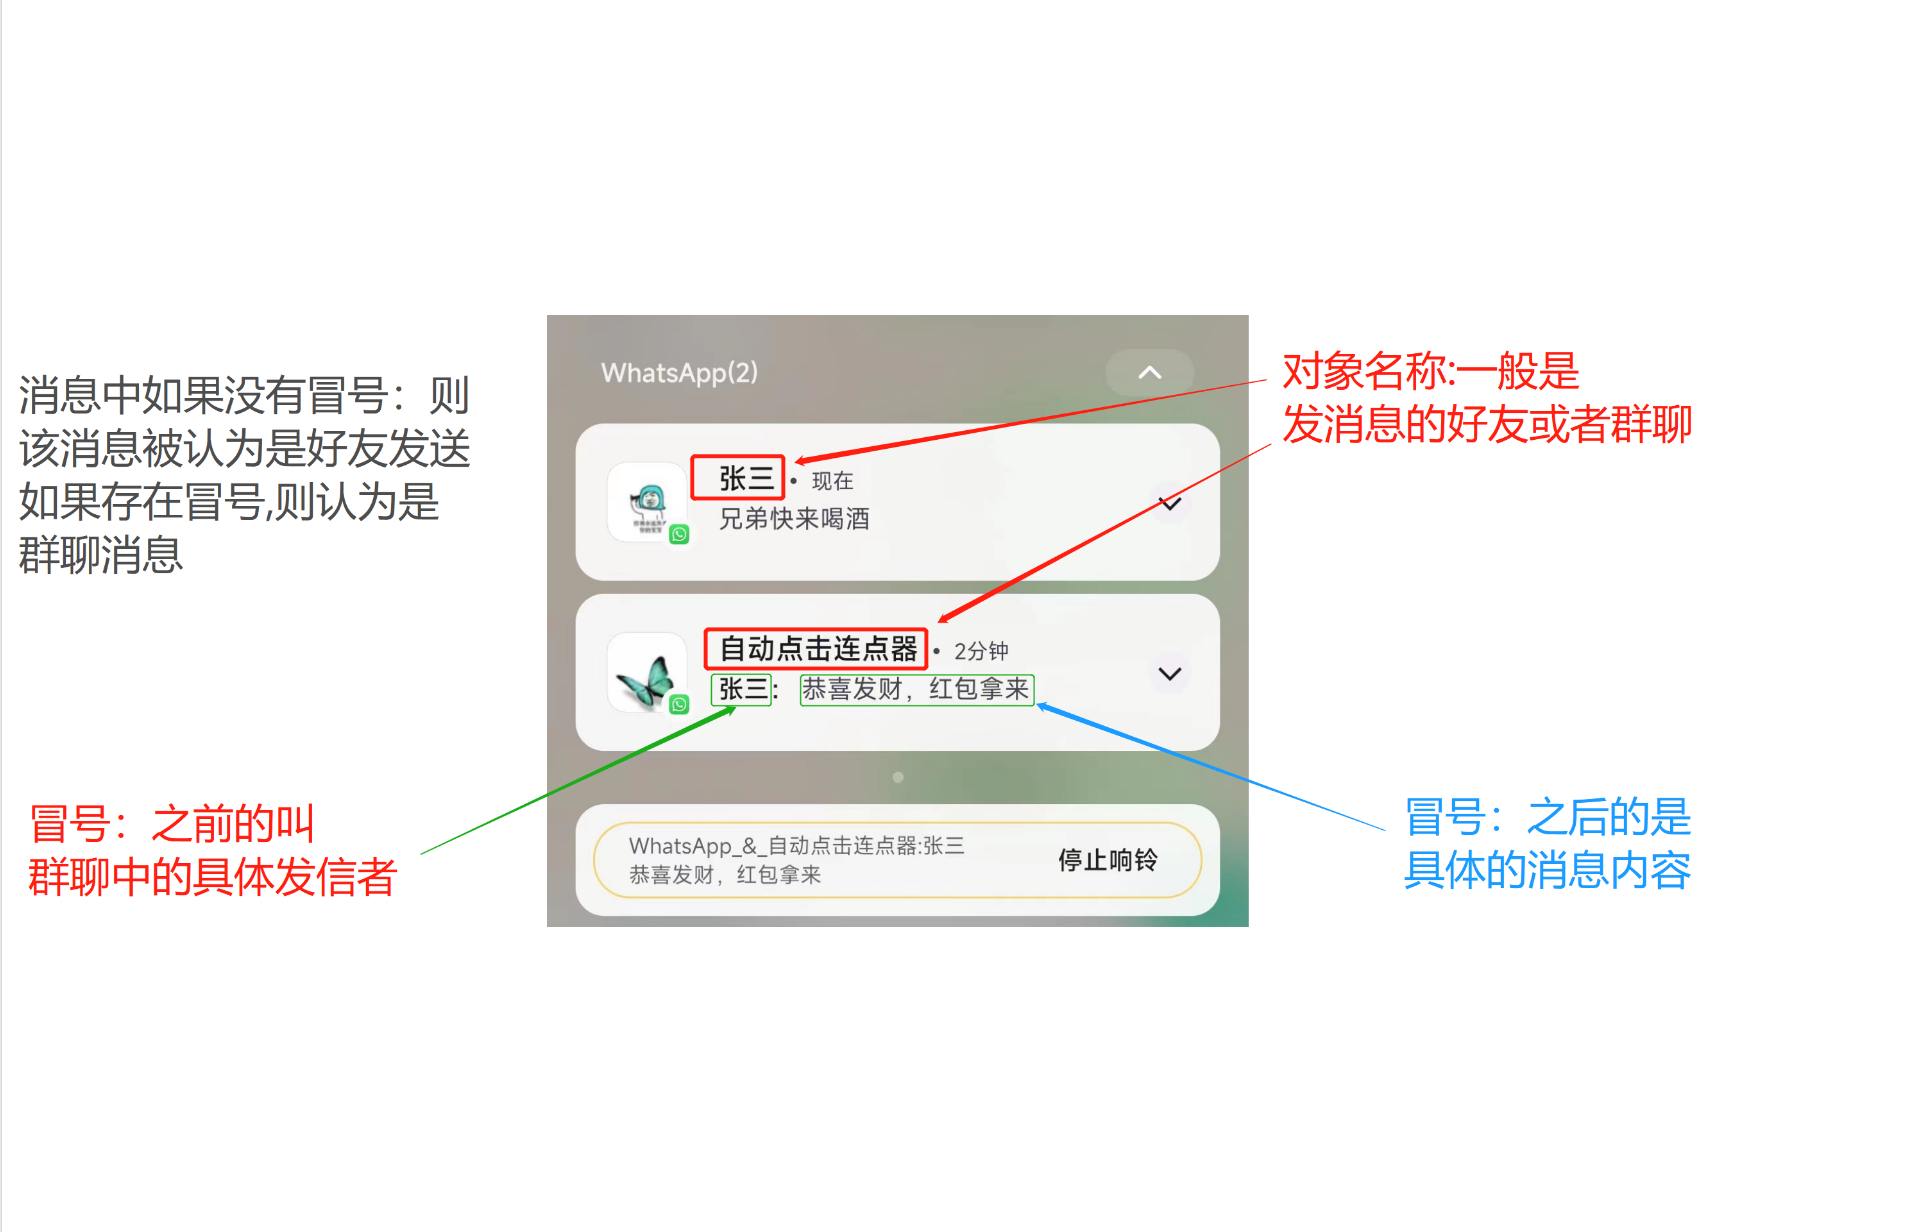 消息中如果没有冒号：则
该消息被认为是好友发送
如果存在冒号,则认为是
群聊消息
WhatsApp(2)
对象名称:一般是
发消息的好友或者群聊
张三 • 现在
兄弟快来喝酒
自动点击连点器 • 2分钟
张三： 恭喜发财，红包拿来
冒号：之前的叫
群聊中的具体发信者
冒号：之后的是
具体的消息内容
WhatsApp_&_自动点击连点器:张三
恭喜发财，红包拿来
停止响铃